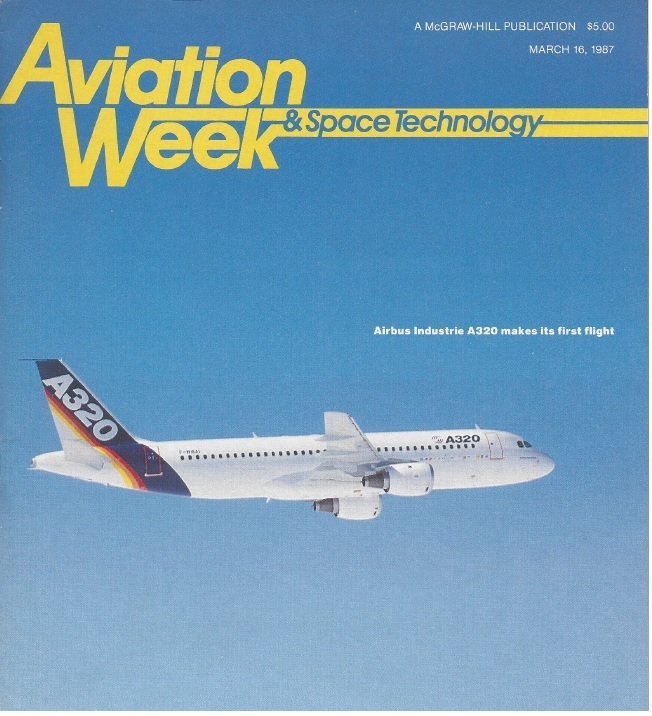 A McGRAW-HILL PUBLICATION $5.00
MARCH 16, 1987
Aviation
Week
& Space Technology
Airbus Industrie A320 makes its first flight
A320
A320